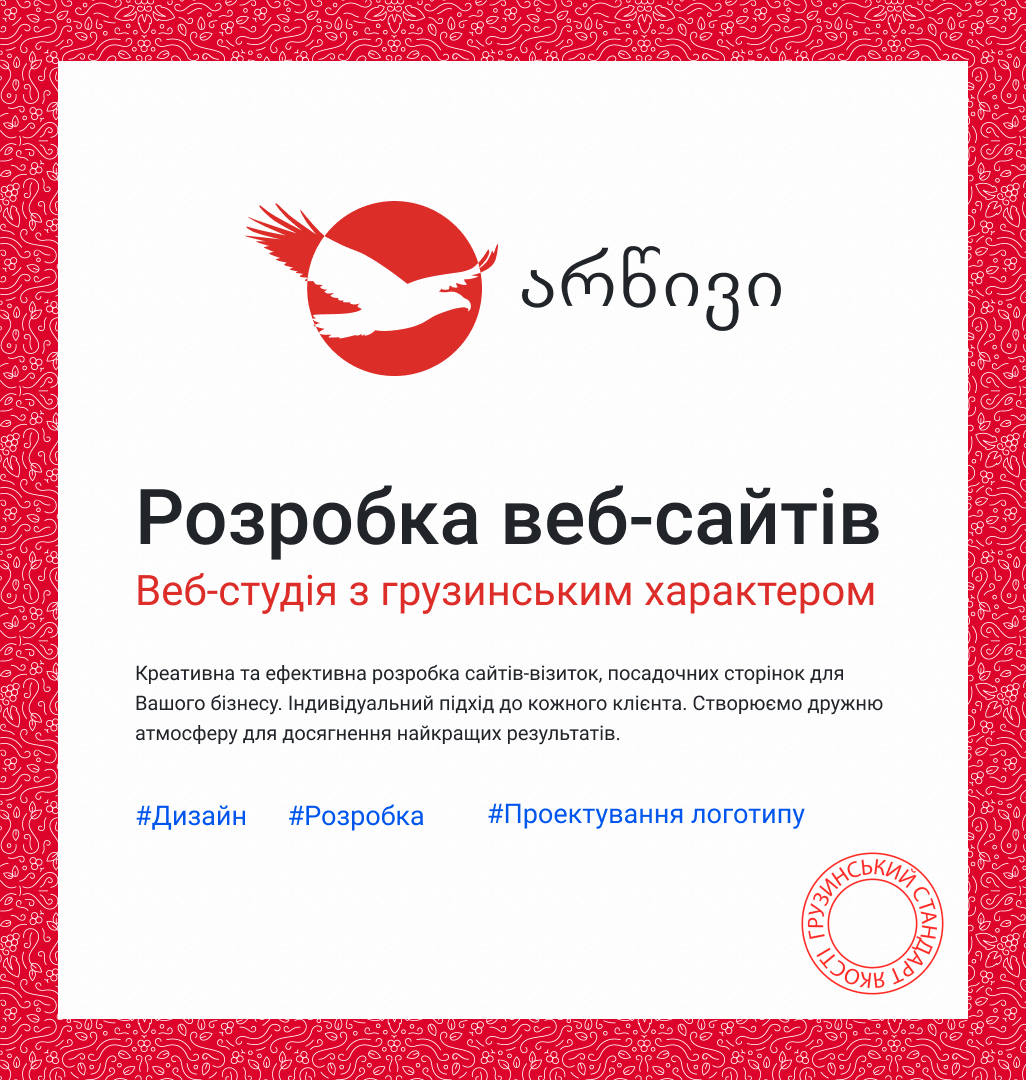 არწივი
Розробка веб-сайтів
Веб-студія з грузинським характером
Креативна та ефективна розробка сайтів-візиток, посадочних сторінок для
Вашого бізнесу. Індивідуальний підхід до кожного клієнта. Створюємо дружню
атмосферу для досягнення найкращих результатів.
#Дизайн #Розробка #Проектування логотипу
ГРУЗИНСЬКИЙ СТАНДАРТ ЯКОСТІ